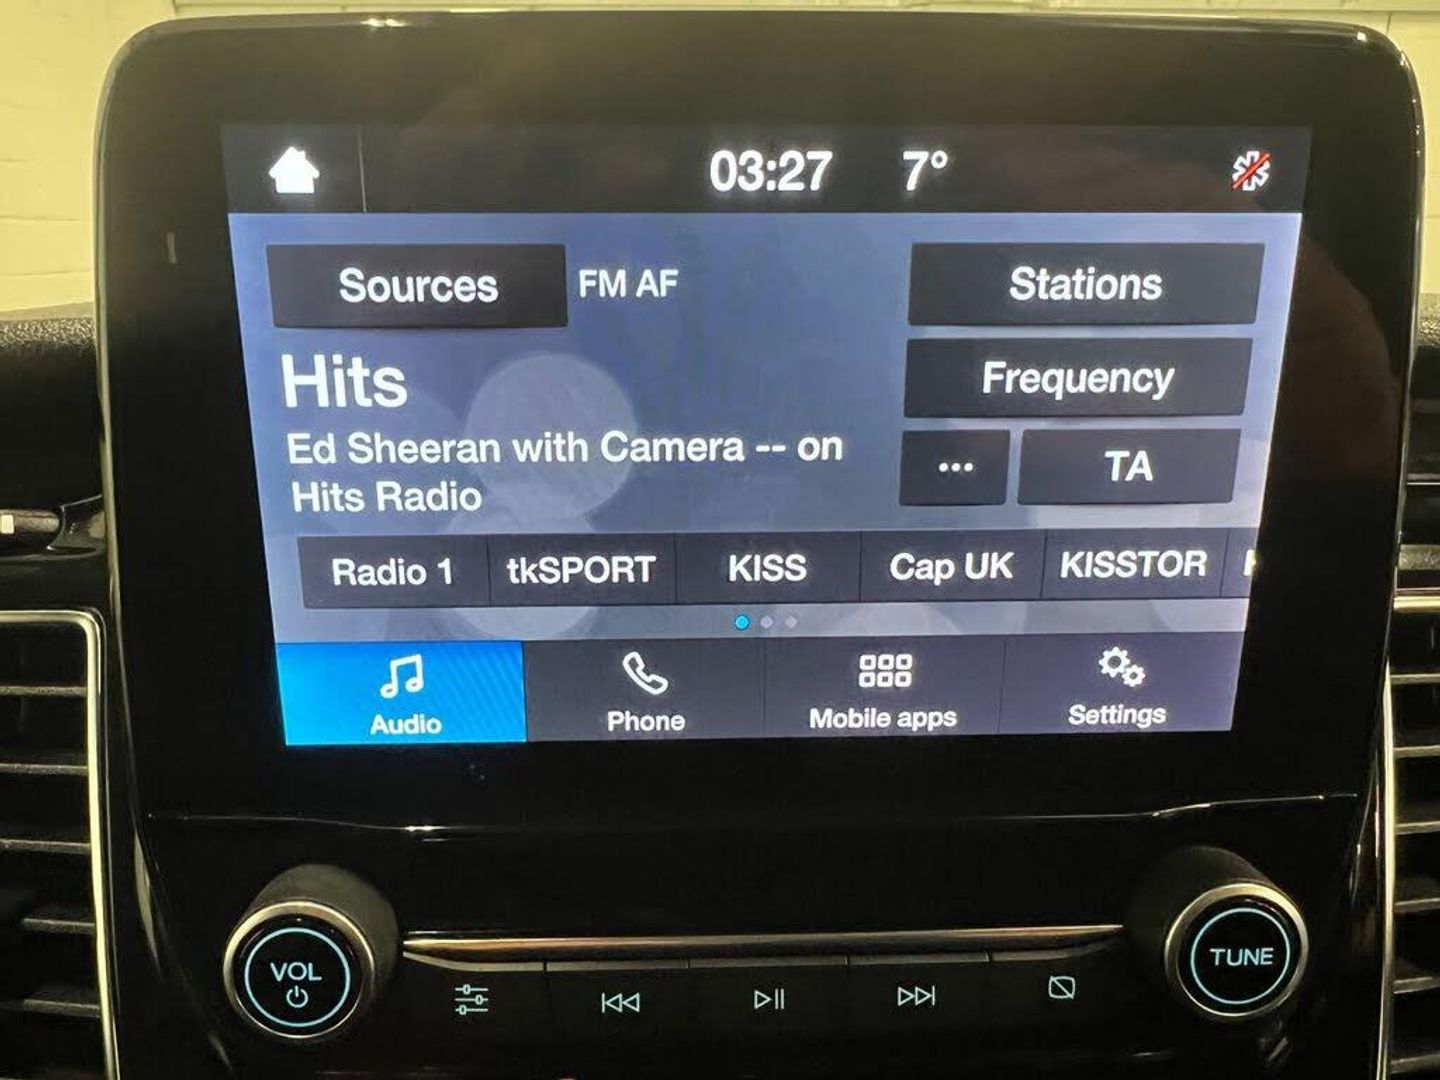 03:27 7°
Sources FM AF Stations
Hits
Frequency
Ed Sheeran with Camera -- on
Hits Radio
... TA
Radio 1 tkSPORT KISS Cap UK KISSTOR
Audio Phone Mobile apps Settings
VOL TUNE